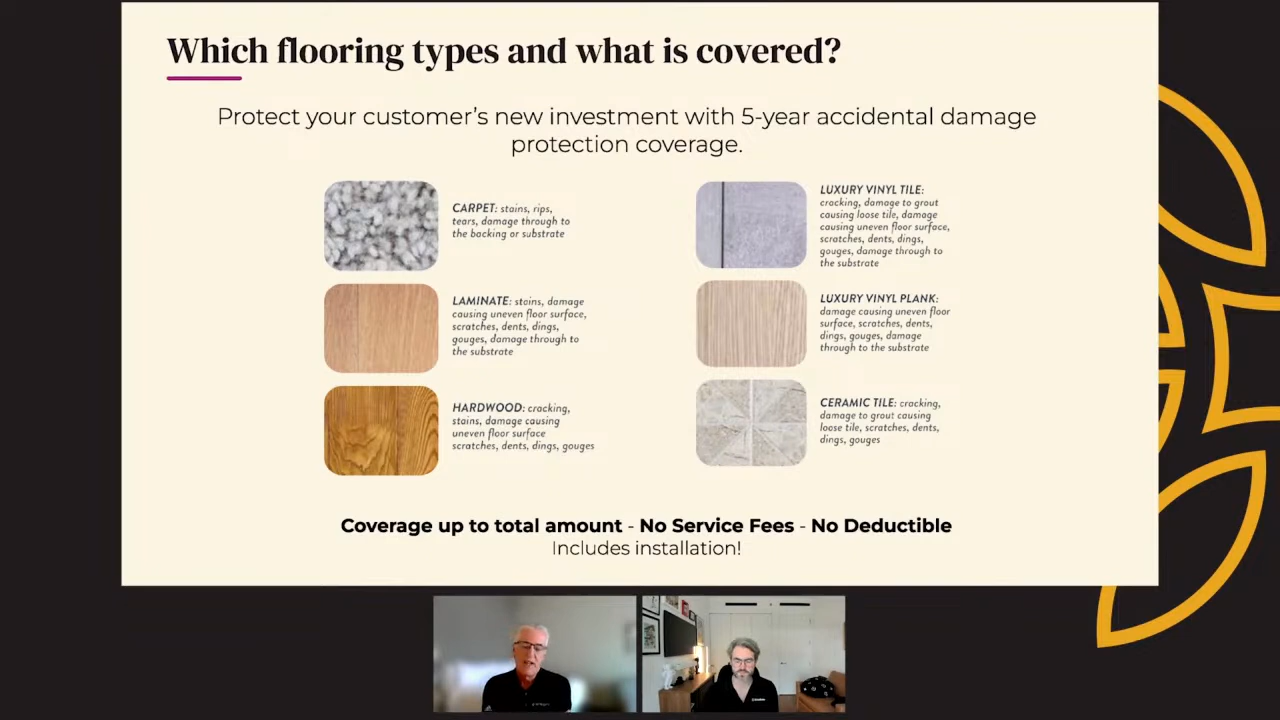 Which flooring types and what is covered?
Protect your customer's new investment with 5-year accidental damage
protection coverage.
CARPET: stains, rips,
tears, damage through to
the backing or substrate
LAMINATE: stains, damage
causing uneven floor surface,
scratches, dents, dings,
gouges, damage through to
the substrate
HARDWOOD: cracking,
stains, damage causing
uneven floor surface
scratches, dents, dings, gouges
LUXURY VINYL TILE:
cracking, damage to grout
causing loose tile, damage
causing uneven floor surface,
scratches, dents, dings,
gouges, damage through to
the substrate
LUXURY VINYL PLANK:
damage causing uneven floor
surface, scratches, dents,
dings, gouges, damage
through to the substrate
CERAMIC TILE: cracking,
damage to grout causing
loose tile, scratches, dents,
dings, gouges
Coverage up to total amount - No Service Fees - No Deductible
Includes installation!